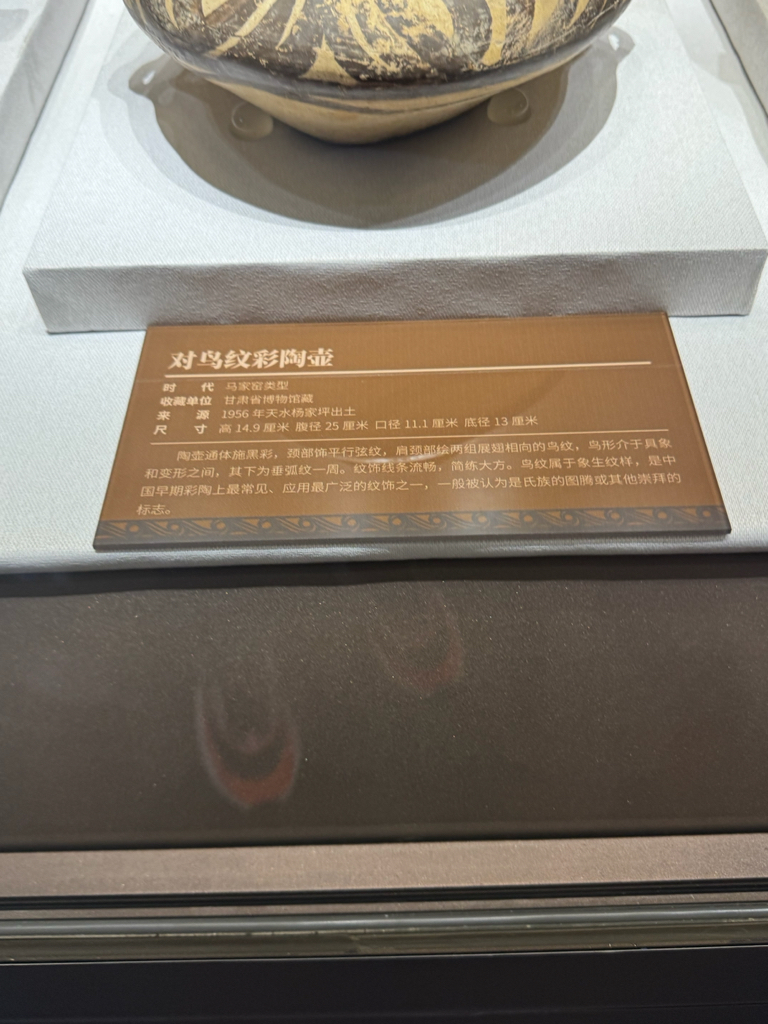 对鸟纹彩陶壶
时 代 马家窑类型
收藏单位 甘肃省博物馆藏
来 源 1956 年天水杨家坪出土
尺 寸 高 14.9 厘米 腹径 25 厘米 口径 11.1 厘米 底径 13 厘米
陶壶通体施黑彩，颈部饰平行弦纹，肩颈部绘两组展翅相向的鸟纹，鸟形介于具象
和变形之间，其下为垂弧纹一周。纹饰线条流畅，简练大方。鸟纹属于象生纹样，是中
国早期彩陶上最常见、应用最广泛的纹饰之一，一般被认为是氏族的图腾或其他崇拜的
标志。